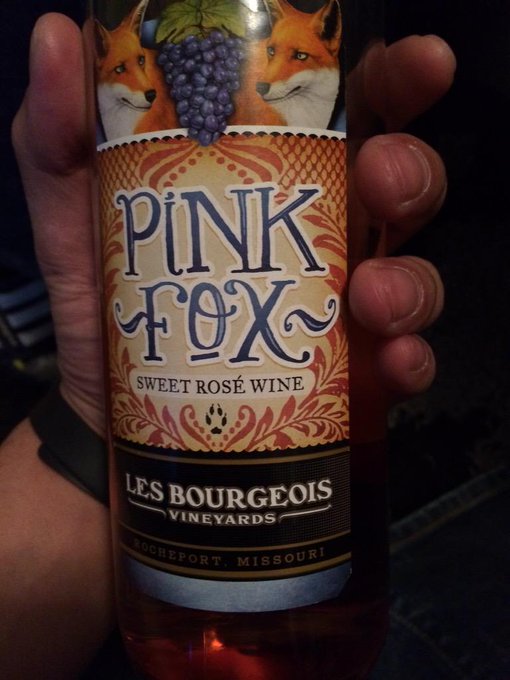 PiNK
FOX
SWEET ROSÉ WINE
LES BOURGEOIS
VINEYARDS
ROCHEPORT, MISSOURI